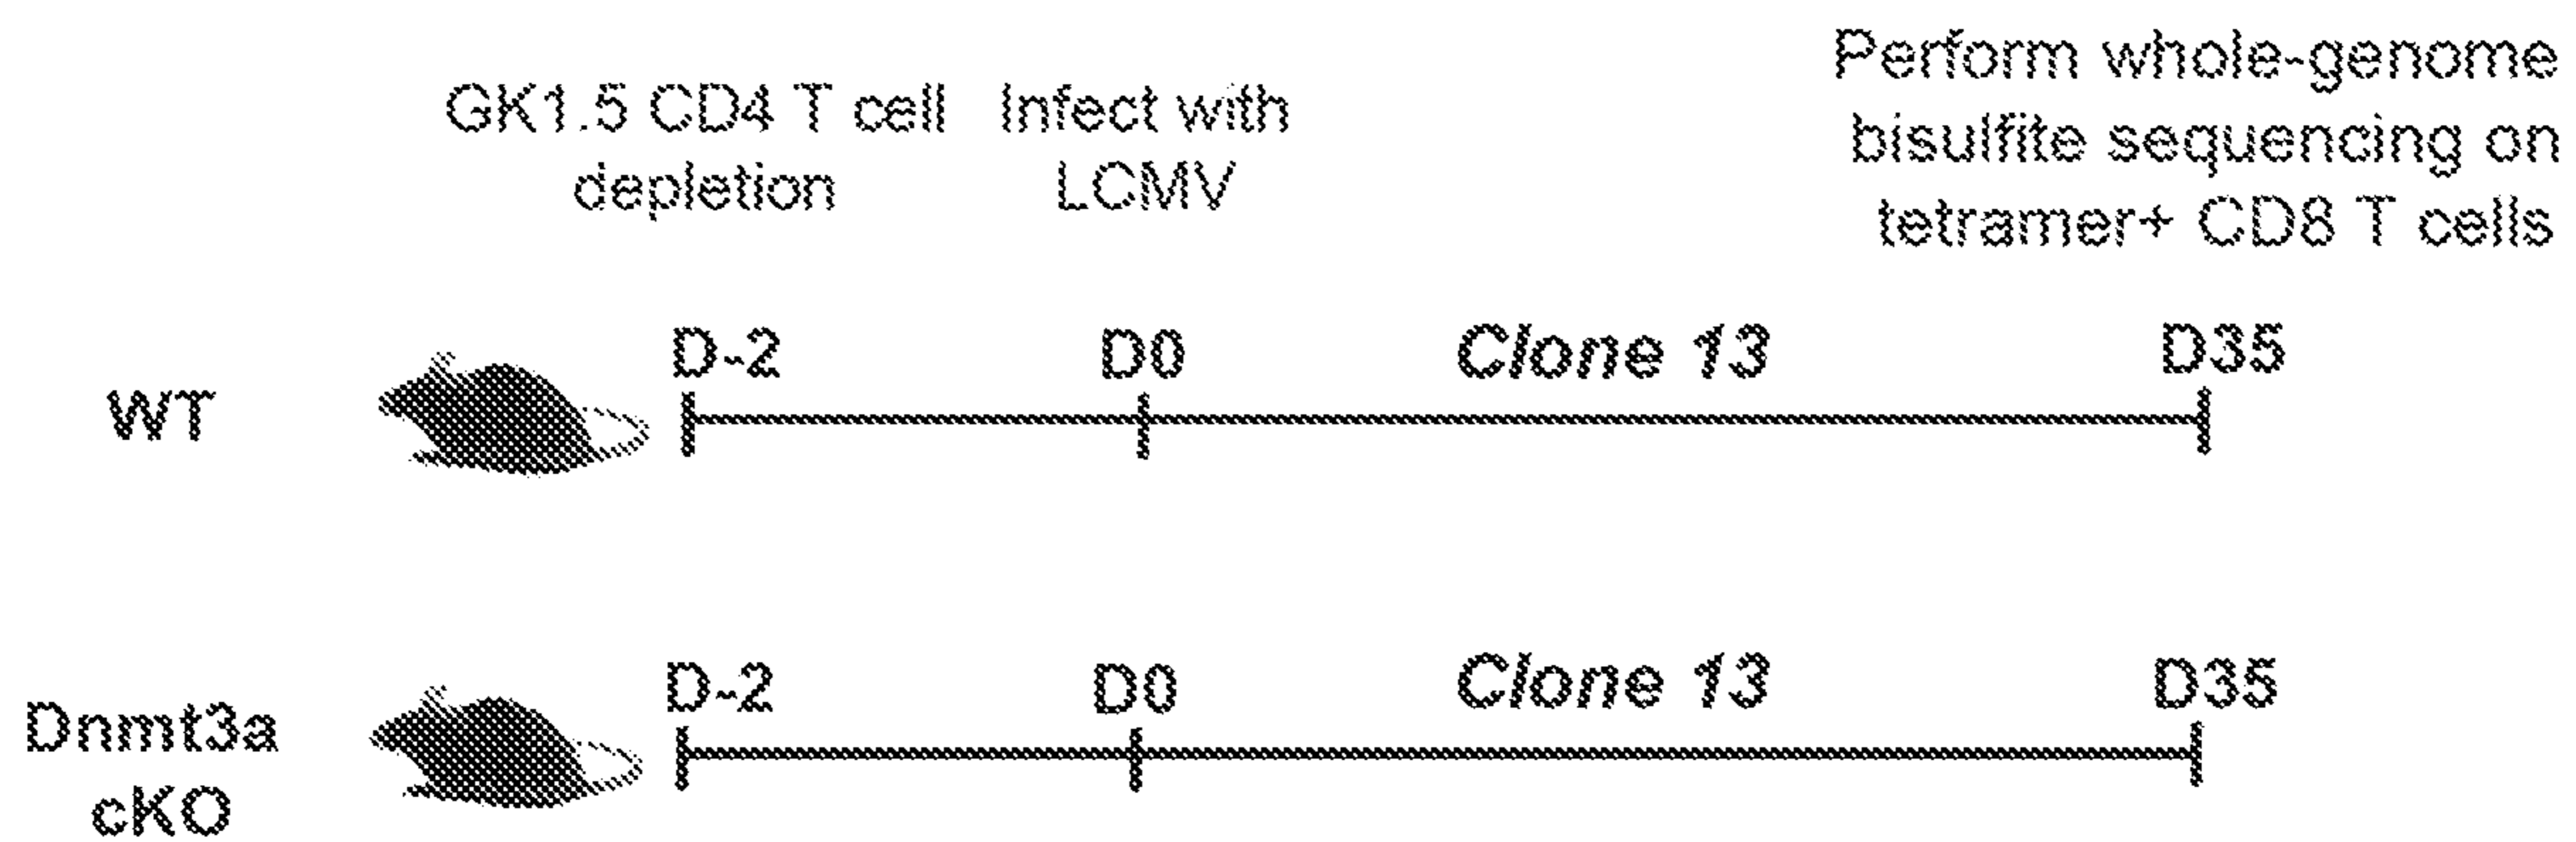 Perform whole-genome
bisulfite sequencing on
tetramer+ CD8 T cells
GK1.5 CD4 T cell
depletion
Infect with
LCMV
WT
D-2 D0 Clone 13 D35
Dnmt3a
cKO
D-2 D0 Clone 13 D35